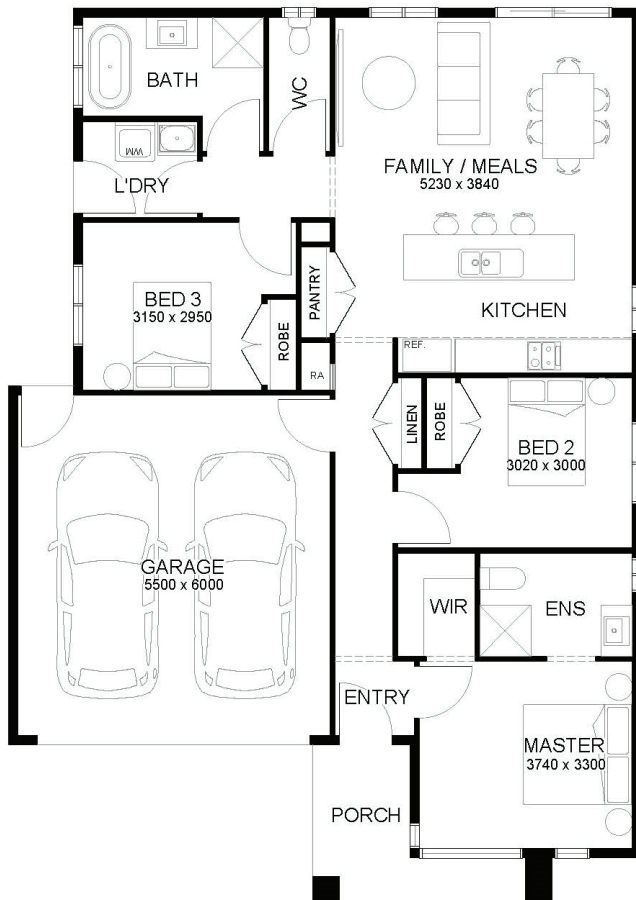 BATH
WC
WM
L'DRY
FAMILY / MEALS
5230 x 3840
BED 3
3150 x 2950
PANTRY
KITCHEN
ROBE
REF.
RA
LINEN
ROBE
BED 2
3020 x 3000
GARAGE
5500 x 6000
WIR
ENS
ENTRY
MASTER
3740 x 3300
PORCH